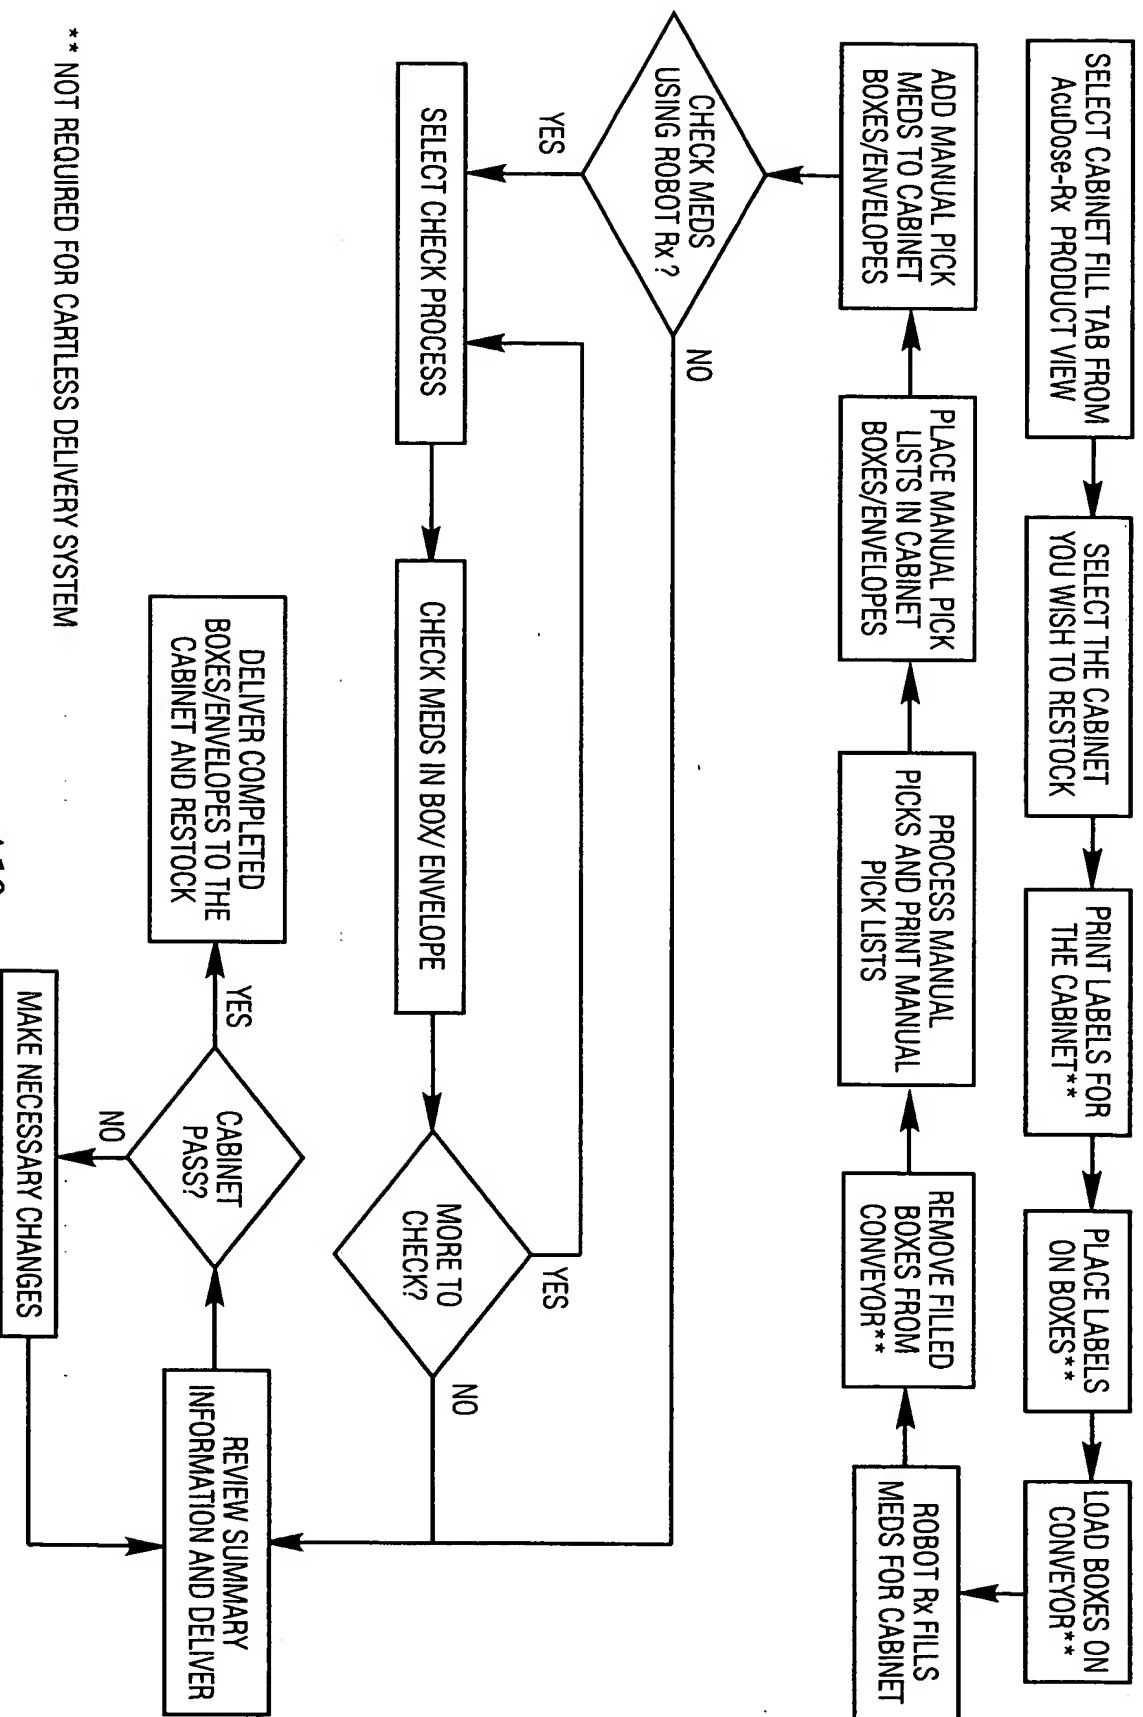 SELECT CABINET FILL TAB FROM
AcuDose-Rx PRODUCT VIEW
SELECT THE CABINET
YOU WISH TO RESTOCK
PRINT LABELS FOR
THE CABINET**
PLACE LABELS
ON BOXES**
LOAD BOXES ON
CONVEYOR**
ROBOT Rx FILLS
MEDS FOR CABINET
REMOVE FILLED
BOXES FROM
CONVEYOR**
PROCESS MANUAL
PICKS AND PRINT MANUAL
PICK LISTS
PLACE MANUAL PICK
LISTS IN CABINET
BOXES/ENVELOPES
ADD MANUAL PICK
MEDS TO CABINET
BOXES/ENVELOPES
CHECK MEDS
USING ROBOT Rx?
NO
YES
SELECT CHECK PROCESS
CHECK MEDS IN BOX/ ENVELOPE
MORE TO
CHECK?
YES
NO
REVIEW SUMMARY
INFORMATION AND DELIVER
CABINET
PASS?
YES
NO
DELIVER COMPLETED
BOXES/ENVELOPES TO THE
CABINET AND RESTOCK
MAKE NECESSARY CHANGES
** NOT REQUIRED FOR CARTLESS DELIVERY SYSTEM